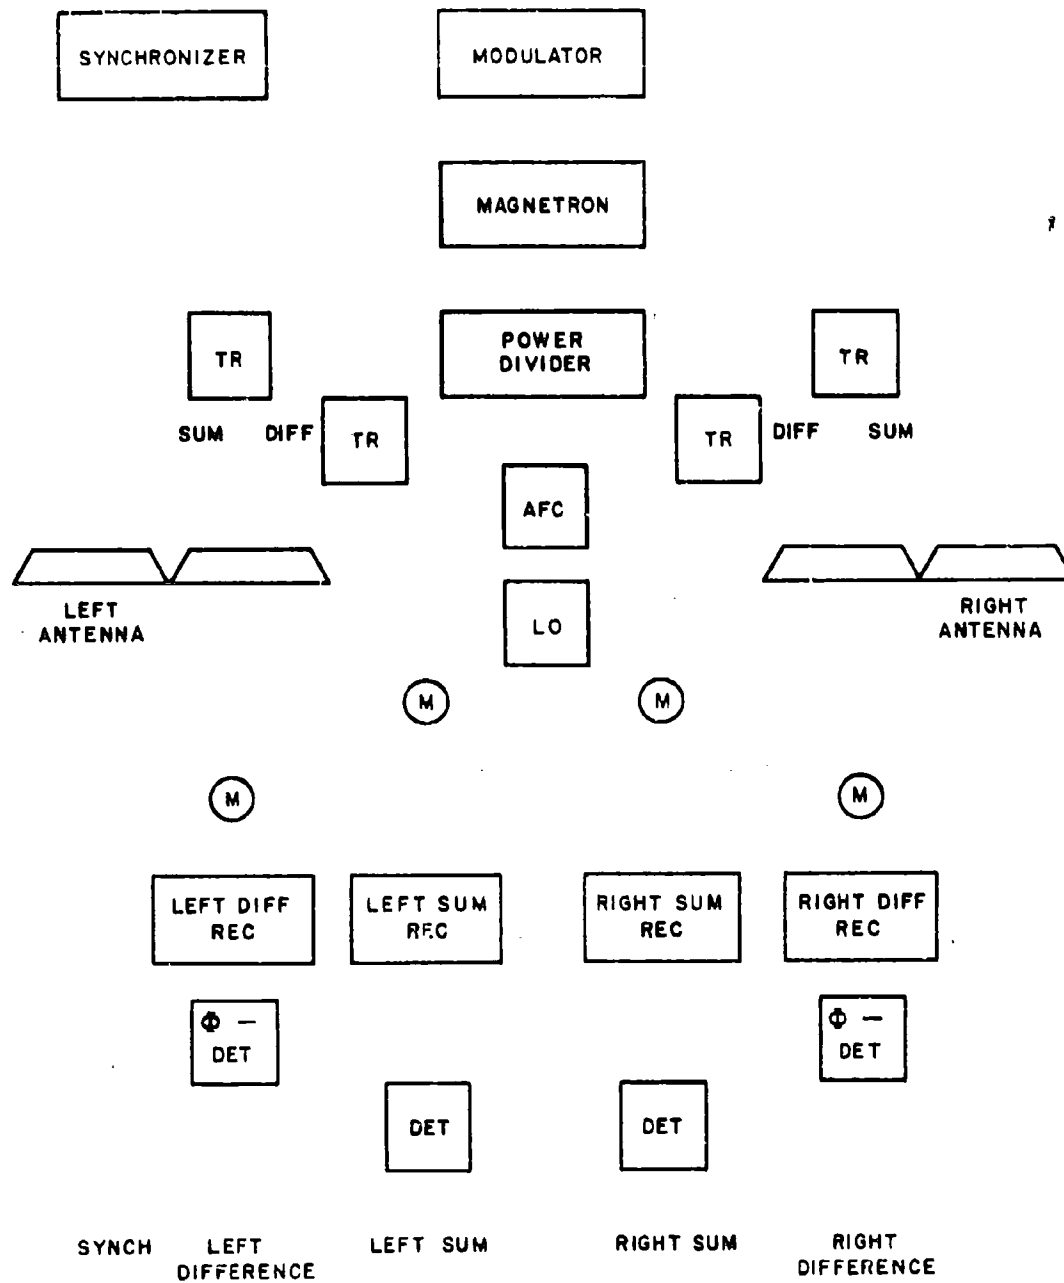 SYNCHRONIZER
MODULATOR
MAGNETRON
TR
POWER
DIVIDER
TR
SUM
DIFF
TR
TR
DIFF
SUM
AFC
LEFT
ANTENNA
LO
RIGHT
ANTENNA
M
M
M
M
LEFT DIFF
REC
LEFT SUM
REC
RIGHT SUM
REC
RIGHT DIFF
REC
Φ —
DET
Φ —
DET
DET
DET
SYNCH
LEFT
DIFFERENCE
LEFT SUM
RIGHT SUM
RIGHT
DIFFERENCE